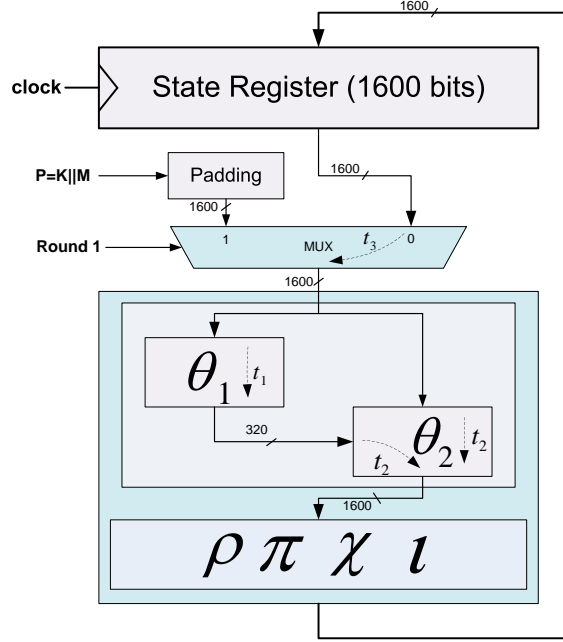 1600
clock
State Register (1600 bits)
1600
P=K||M
Padding
1600
Round 1
1
MUX
t₃
0
1600
θ₁
t₁
320
t₂
θ₂
t₂
1600
ρ π χ ι